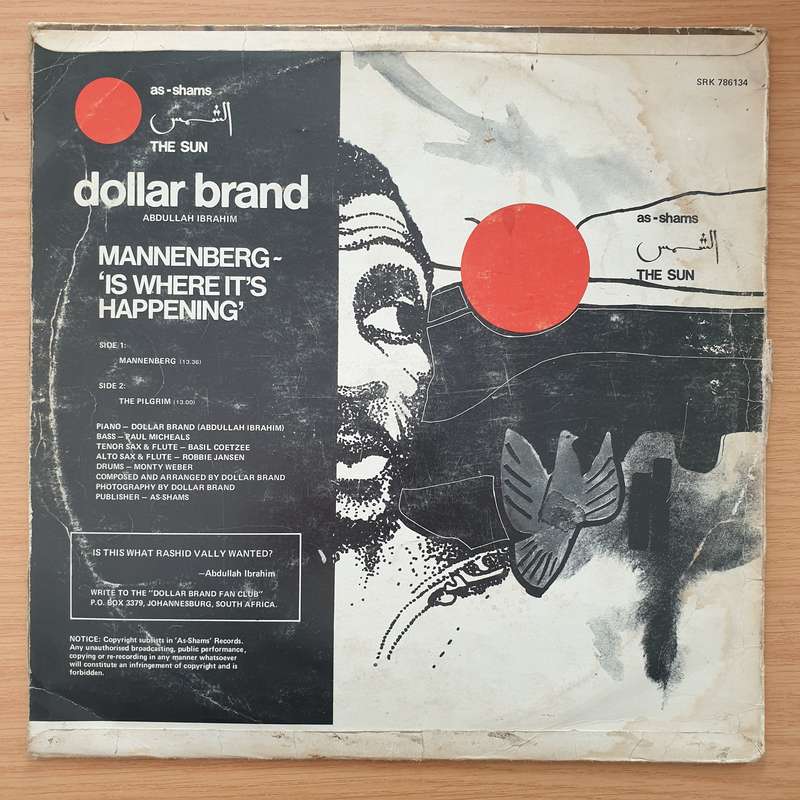 as-shams
الشمس
THE SUN
dollar brand
ABDULLAH IBRAHIM
MANNENBERG~
‘IS WHERE IT’S
HAPPENING’
SIDE 1:
MANNENBERG (13.36)
SIDE 2:
THE PILGRIM (13.00)
PIANO – DOLLAR BRAND (ABDULLAH IBRAHIM)
BASS – PAUL MICHEALS
TENOR SAX & FLUTE – BASIL COETZEE
ALTO SAX & FLUTE – ROBBIE JANSEN
DRUMS – MONTY WEBER
COMPOSED AND ARRANGED BY DOLLAR BRAND
PHOTOGRAPHY BY DOLLAR BRAND
PUBLISHER – AS-SHAMS
IS THIS WHAT RASHID VALLY WANTED?
—Abdullah Ibrahim
WRITE TO THE "DOLLAR BRAND FAN CLUB"
P.O. BOX 3379, JOHANNESBURG, SOUTH AFRICA.
NOTICE: Copyright sublists in 'As-Shams' Records.
Any unauthorised broadcasting, public performance,
copying or re-recording in any manner whatsoever
will constitute an infringement of copyright and is
forbidden.
SRK 786134
as-shams
الشمس
THE SUN